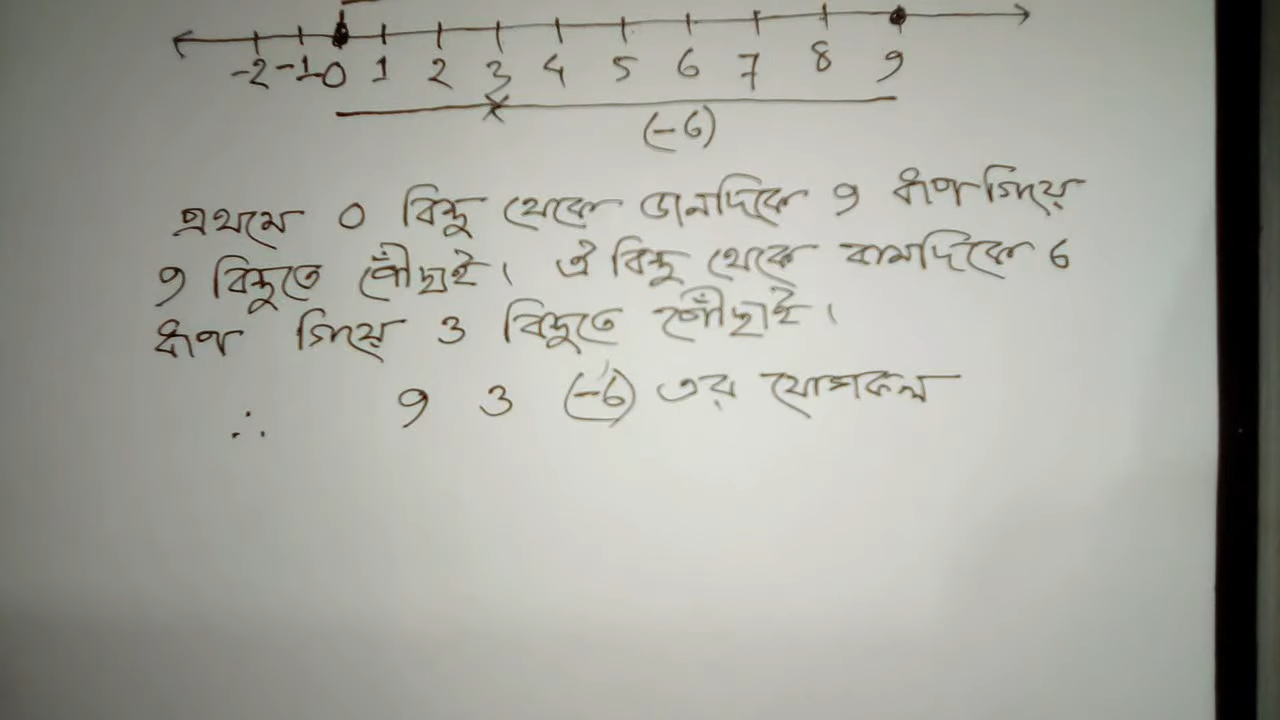 -2 -1 0 1 2 3 4 5 6 7 8 9
(-6)
প্রথমে 0 বিন্দু থেকে ডানদিকে 9 ধাপ গিয়ে
9 বিন্দুতে পৌঁছাই। ঐ বিন্দু থেকে বামদিকে 6
ধাপ গিয়ে 3 বিন্দুতে পৌঁছাই।
∴ 9 ও (-6) এর যোগফল